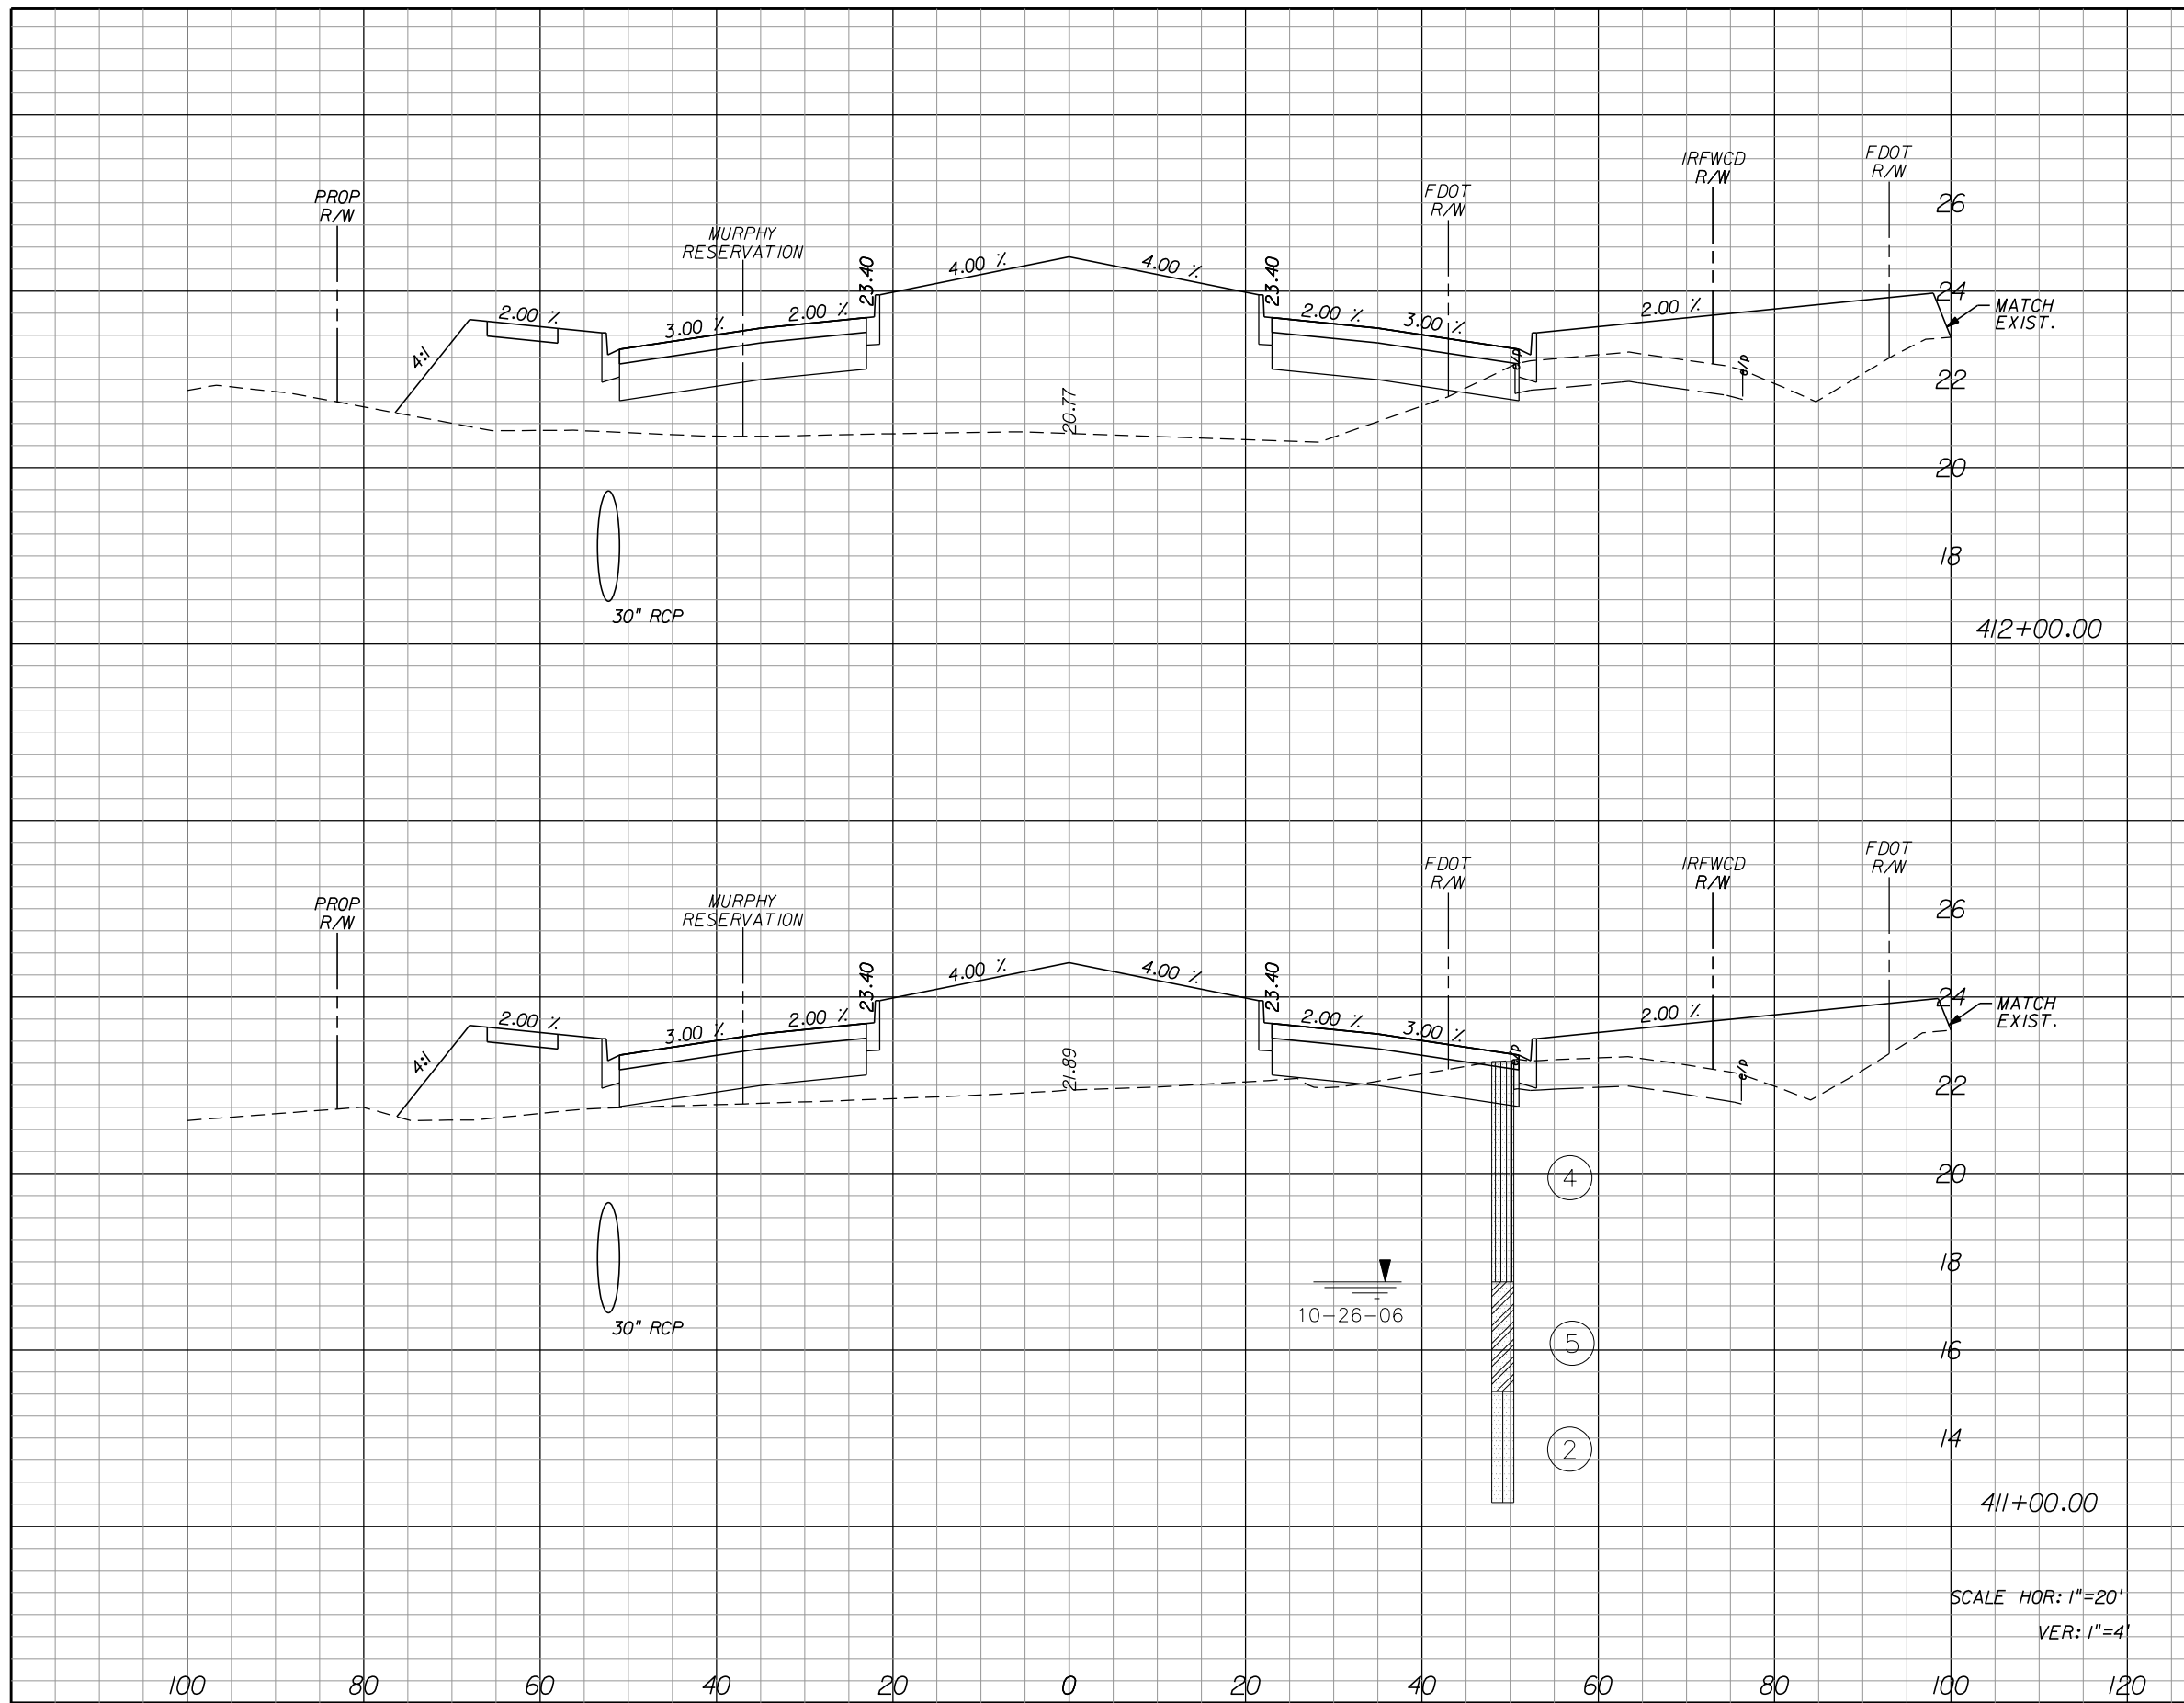 FDOT
R/W
IRFWCD
R/W
PROP
R/W
FDOT
R/W
26
MURPHY
RESERVATION
23.40
4.00 %
4.00 %
23.40
24
MATCH
EXIST.
2.00 %
3.00 %
2.00 %
2.00 %
3.00 %
2.00 %
4:1
e/p
e/p
22
20.77
20
18
30" RCP
412+00.00
FDOT
R/W
FDOT
R/W
IRFWCD
R/W
PROP
R/W
MURPHY
RESERVATION
26
23.40
4.00 %
4.00 %
23.40
24
MATCH
EXIST.
2.00 %
3.00 %
2.00 %
2.00 %
3.00 %
2.00 %
4:1
21.89
e/p
e/p
22
4
20
18
10-26-06
30" RCP
5
16
2
14
411+00.00
SCALE HOR: 1"=20'
VER: 1"=4'
100 80 60 40 20 0 20 40 60 80 100 120